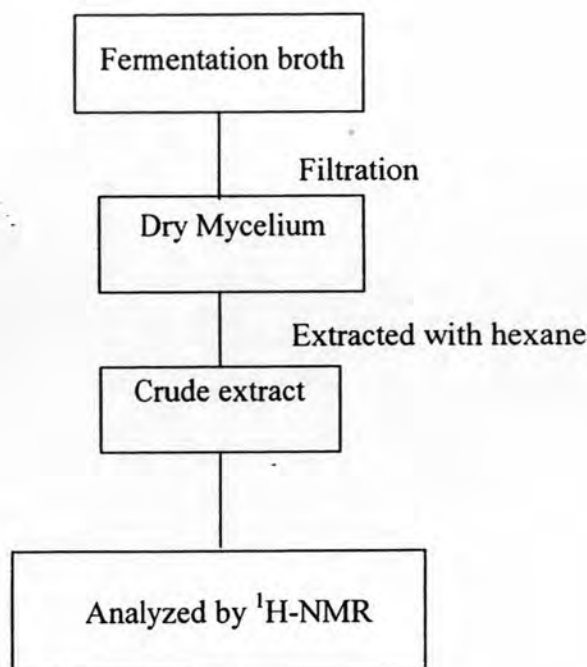 Fermentation broth
Filtration
Dry Mycelium
Extracted with hexane
Crude extract
Analyzed by ¹H-NMR